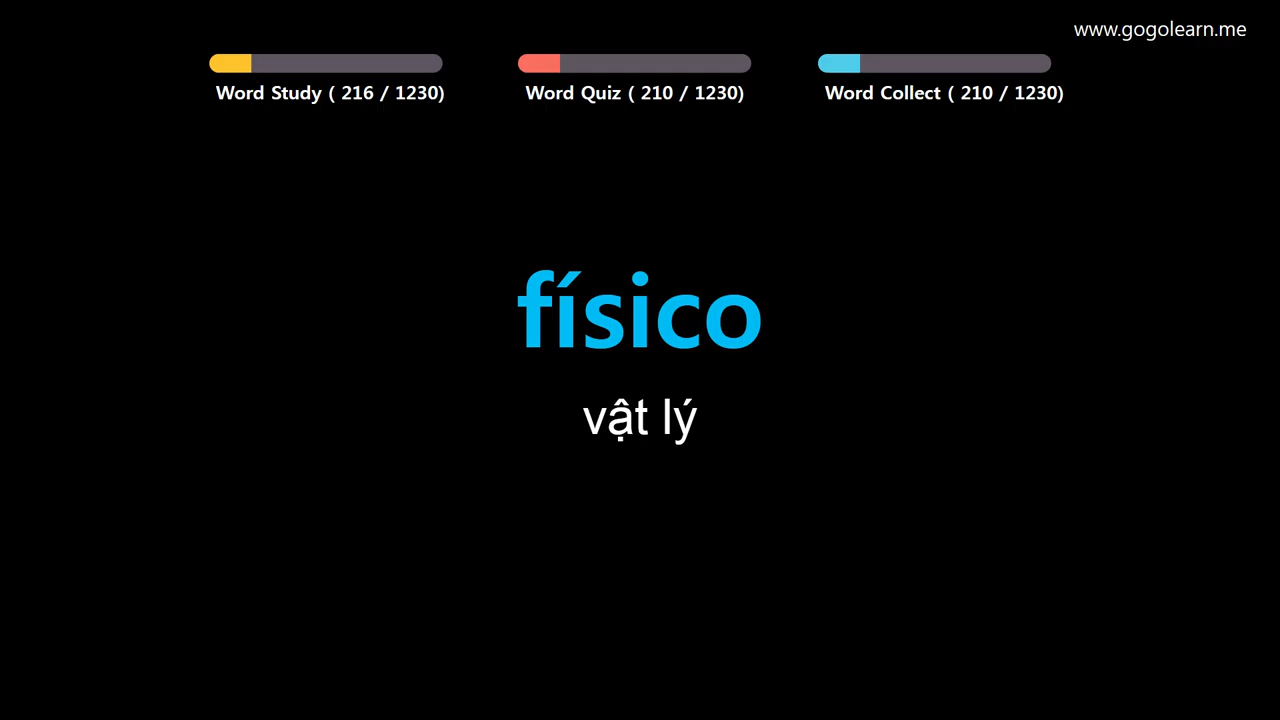 www.gogolearn.me
Word Study ( 216 / 1230)
Word Quiz ( 210 / 1230)
Word Collect ( 210 / 1230)
físico
vật lý